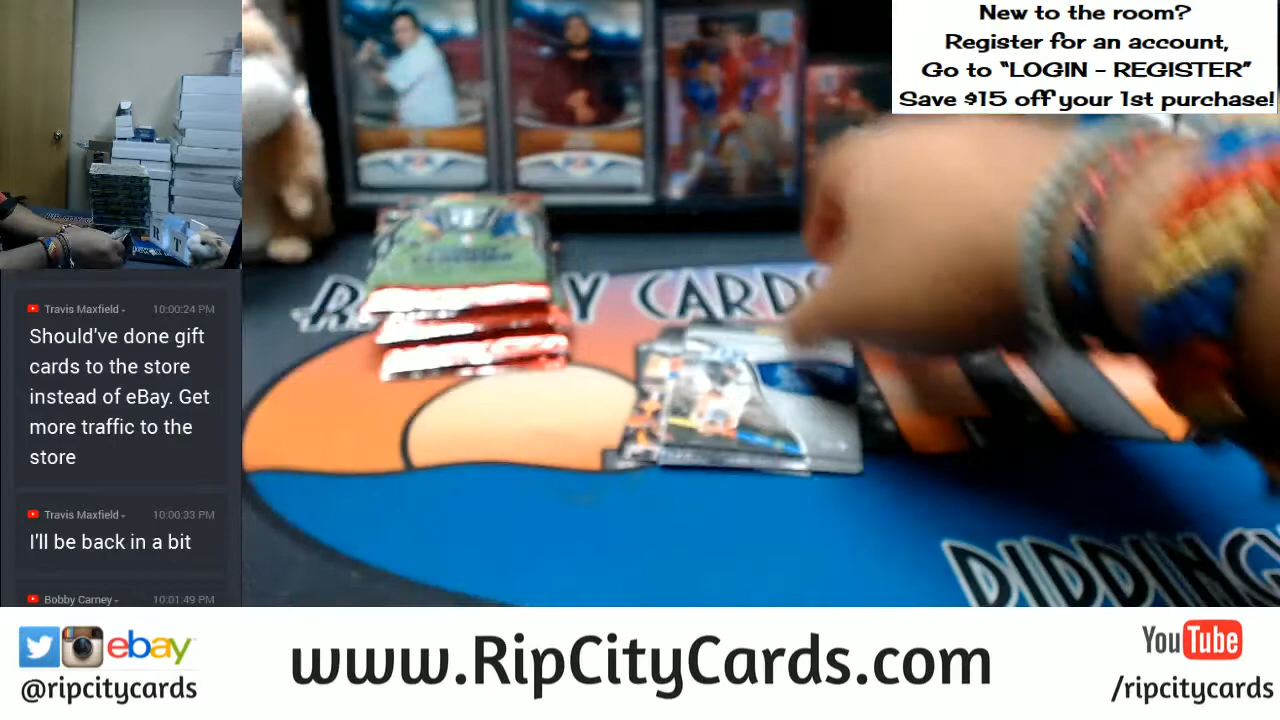 New to the room?
Register for an account,
Go to “LOGIN - REGISTER”
Save $15 off your 1st purchase!
Travis Maxfield
10:00:24 PM
Should've done gift
cards to the store
instead of eBay. Get
more traffic to the
store
Travis Maxfield
10:00:33 PM
I'll be back in a bit
Bobby Carney
10:01:49 PM
Y CARDS
R T
ebay
@ripcitycards
www.RipCityCards.com
YouTube
/ripcitycards